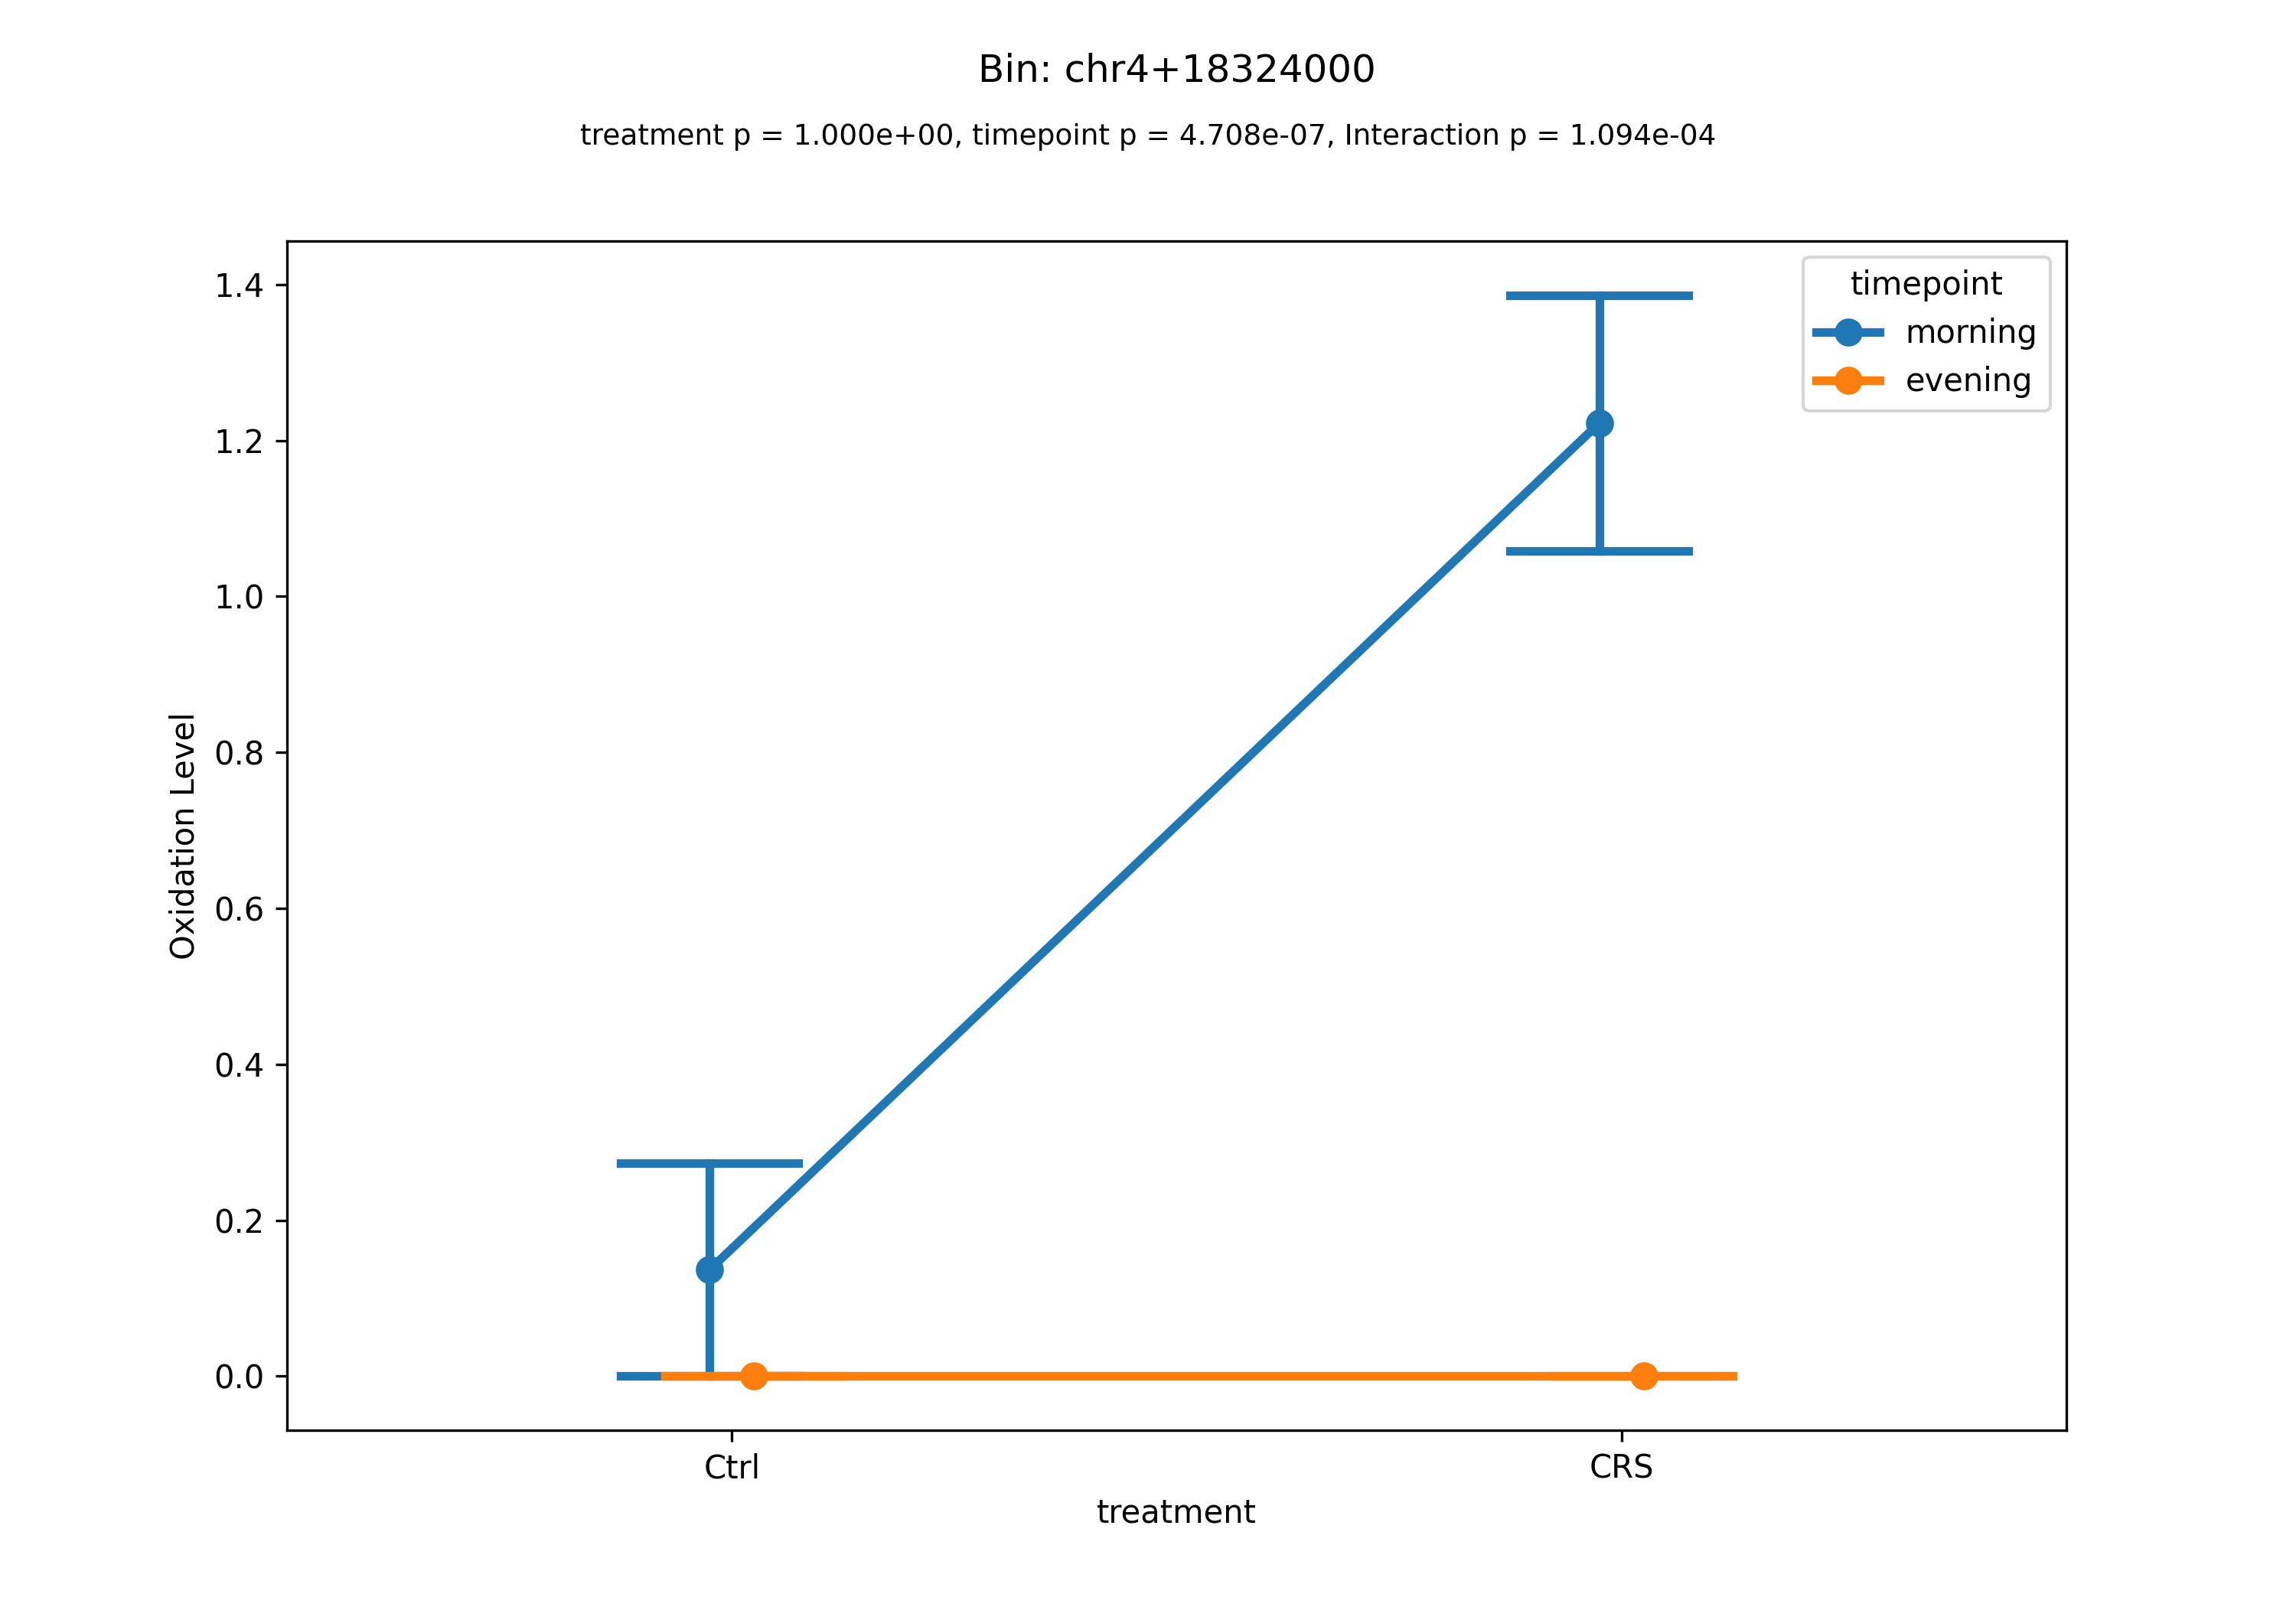 Bin: chr4+18324000
treatment p = 1.000e+00, timepoint p = 4.708e-07, Interaction p = 1.094e-04
timepoint
morning
evening
1.4
1.2
1.0
0.8
0.6
0.4
0.2
0.0
Oxidation Level
Ctrl
CRS
treatment